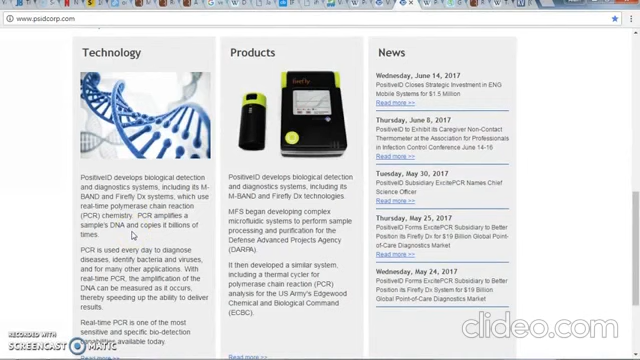 www.psidcorp.com
Technology
PositiveID develops biological detection
and diagnostics systems, including its M-
BAND and Firefly Dx systems, which use
real-time polymerase chain reaction
(PCR) chemistry. PCR amplifies a
sample's DNA and copies it billions of
times.
PCR is used every day to diagnose
diseases, identify bacteria and viruses,
and for many other applications. With
real-time PCR, the amplification of the
DNA can be measured as it occurs,
thereby speeding up the ability to deliver
results.
Real-time PCR is one of the most
sensitive and specific bio-detection
capabilities available today.
Products
firefly
PositiveID develops biological detection
and diagnostics systems, including its
M-BAND and Firefly Dx technologies.
MFS began developing complex
microfluidic systems to perform sample
processing and purification for the
Defense Advanced Projects Agency
(DARPA).
It then developed a similar system,
including a thermal cycler for
polymerase chain reaction (PCR)
analysis for the US Army's Edgewood
Chemical and Biological Command
(ECBC).
Read more >>
News
Wednesday, June 14, 2017
PositiveID Closes Strategic Investment in ENG
Mobile Systems for $1.5 Million
Read more >>
Thursday, June 8, 2017
PositiveID to Exhibit its Caregiver Non-Contact
Thermometer at the Association for Professionals
in Infection Control Conference June 14-16
Read more >>
Tuesday, May 30, 2017
PositiveID Subsidiary ExcitePCR Names Chief
Science Officer
Read more >>
Thursday, May 25, 2017
PositiveID Forms ExcitePCR Subsidiary to Better
Position its Firefly Dx for $19 Billion Global Point-
of-Care Diagnostics Market
Read more >>
Wednesday, May 24, 2017
PositiveID Forms ExcitePCR Subsidiary to Better
Position its Firefly Dx System for $19 Billion
Global Point-of-Care Diagnostics Market
RECORDED WITH
SCREENCAST MATIC
clideo.com